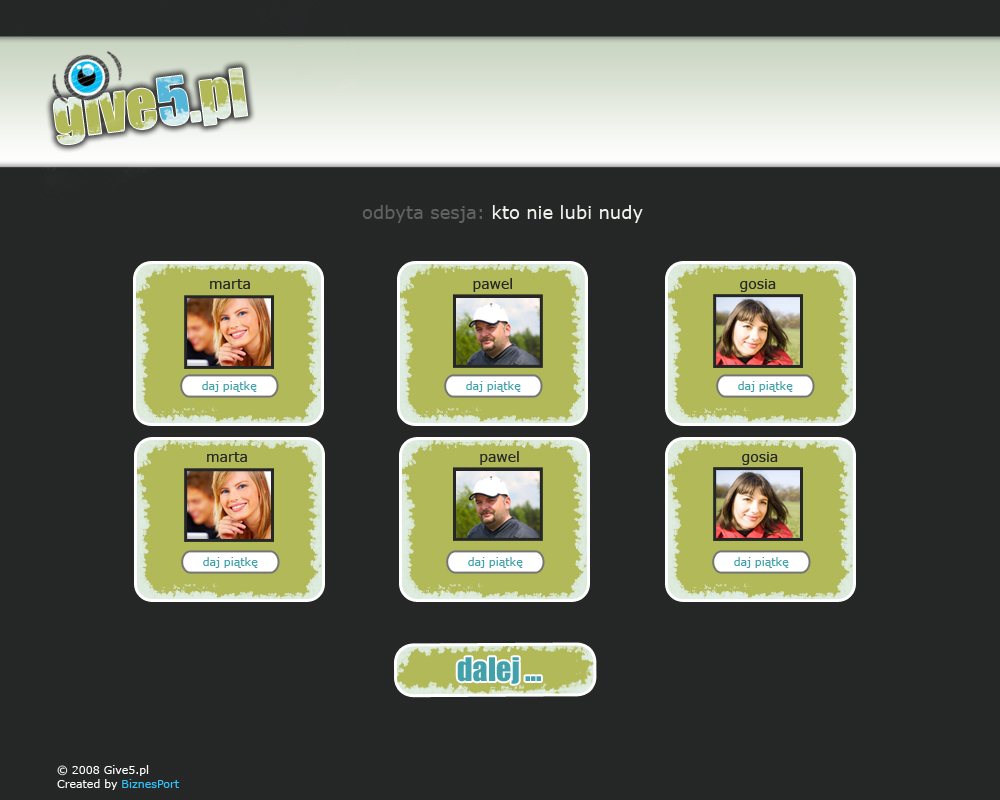 give5.pl
odbyta sesja: kto nie lubi nudy
marta
pawel
gosia
daj piątkę
daj piątkę
daj piątkę
marta
pawel
gosia
daj piątkę
daj piątkę
daj piątkę
dalej ...
© 2008 Give5.pl
Created by BiznesPort